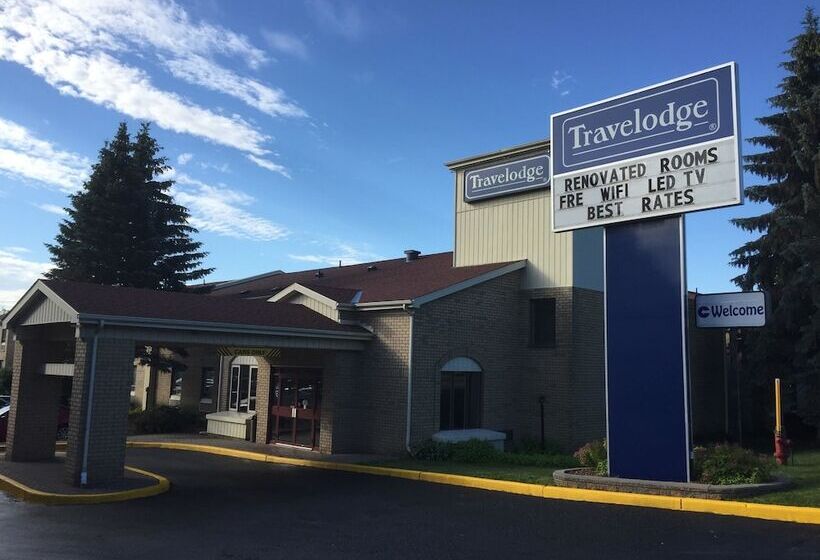 Travelodge®
RENOVATED ROOMS
FRE WIFI LED TV
BEST RATES
Travelodge
Welcome